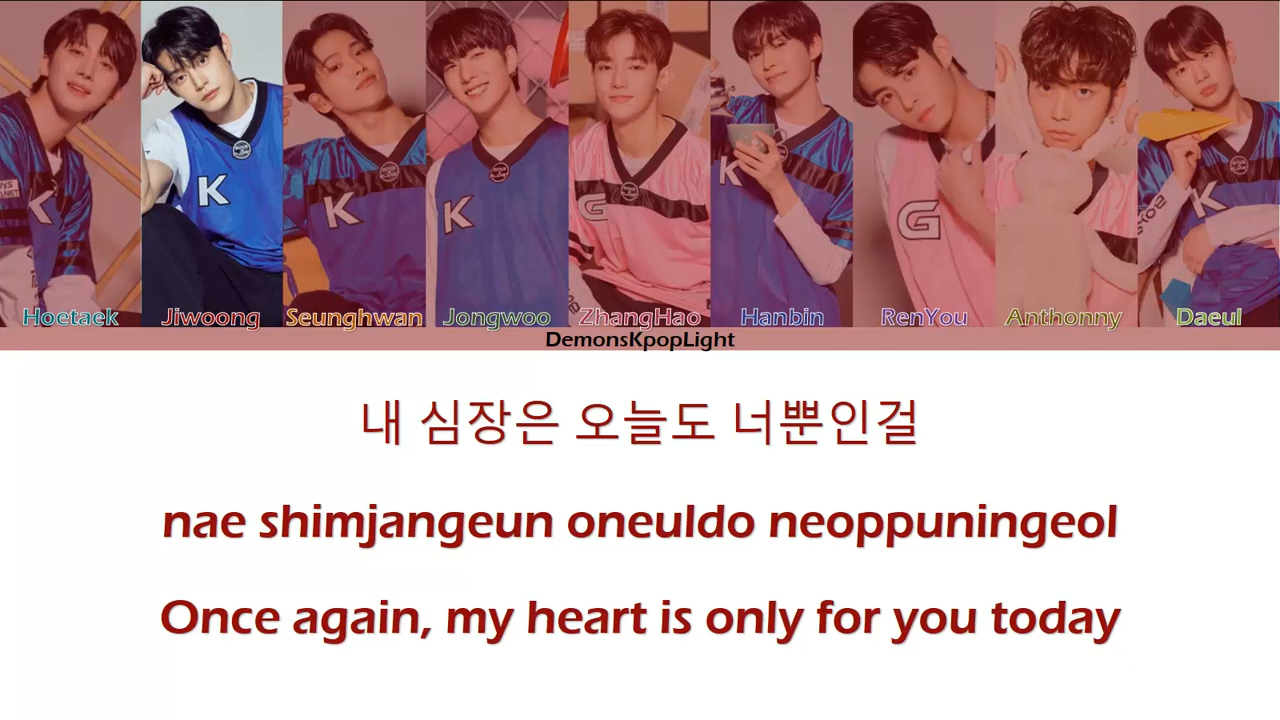 K
K
K
K
G
K
G
K
Hoetaek Jiwoong Seunghwan Jongwoo ZhangHao Hanbin RenYou Anthonny Daeul
DemonsKpopLight
내 심장은 오늘도 너뿐인걸
nae shimjangeun oneuldo neoppuningeol
Once again, my heart is only for you today